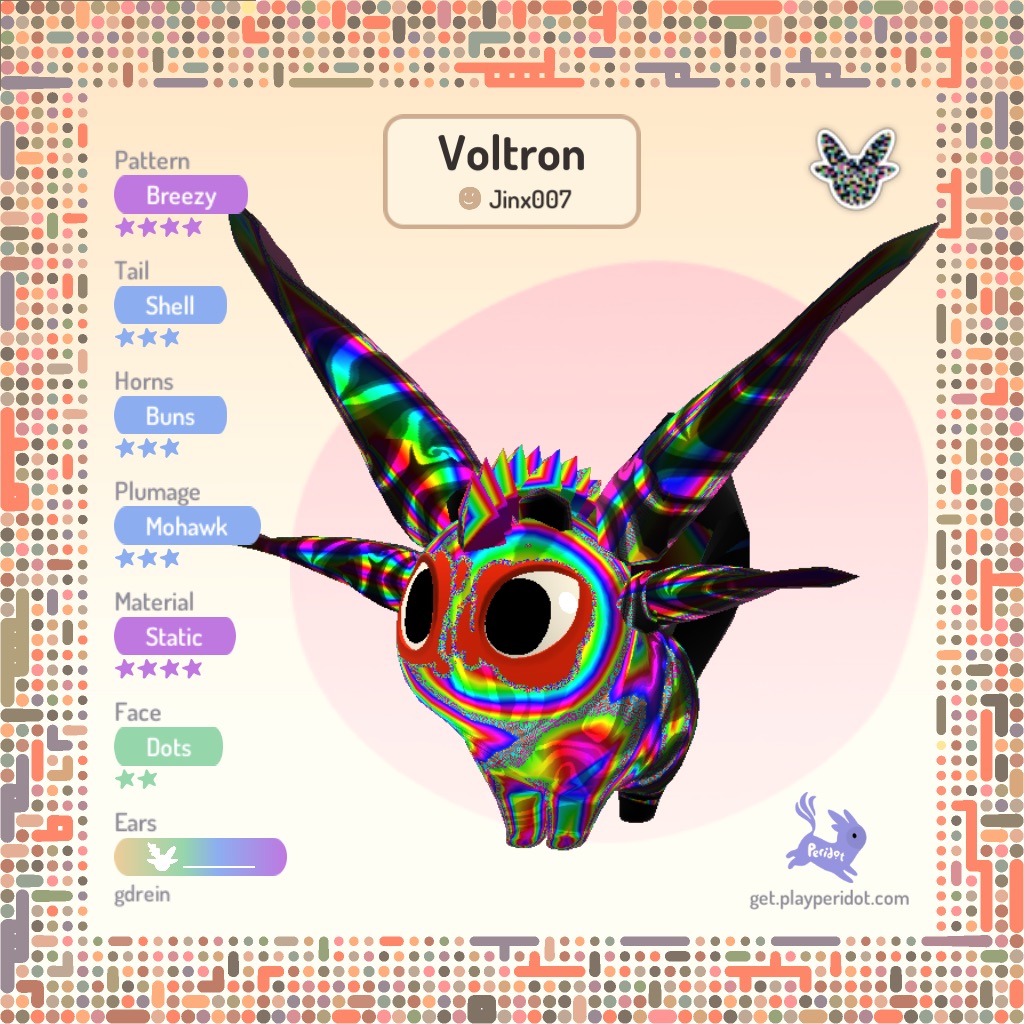 Voltron
Jinx007
Pattern
Breezy
Tail
Shell
Horns
Buns
Plumage
Mohawk
Material
Static
Face
Dots
Ears
gdrein
Peridot
get.playperidot.com